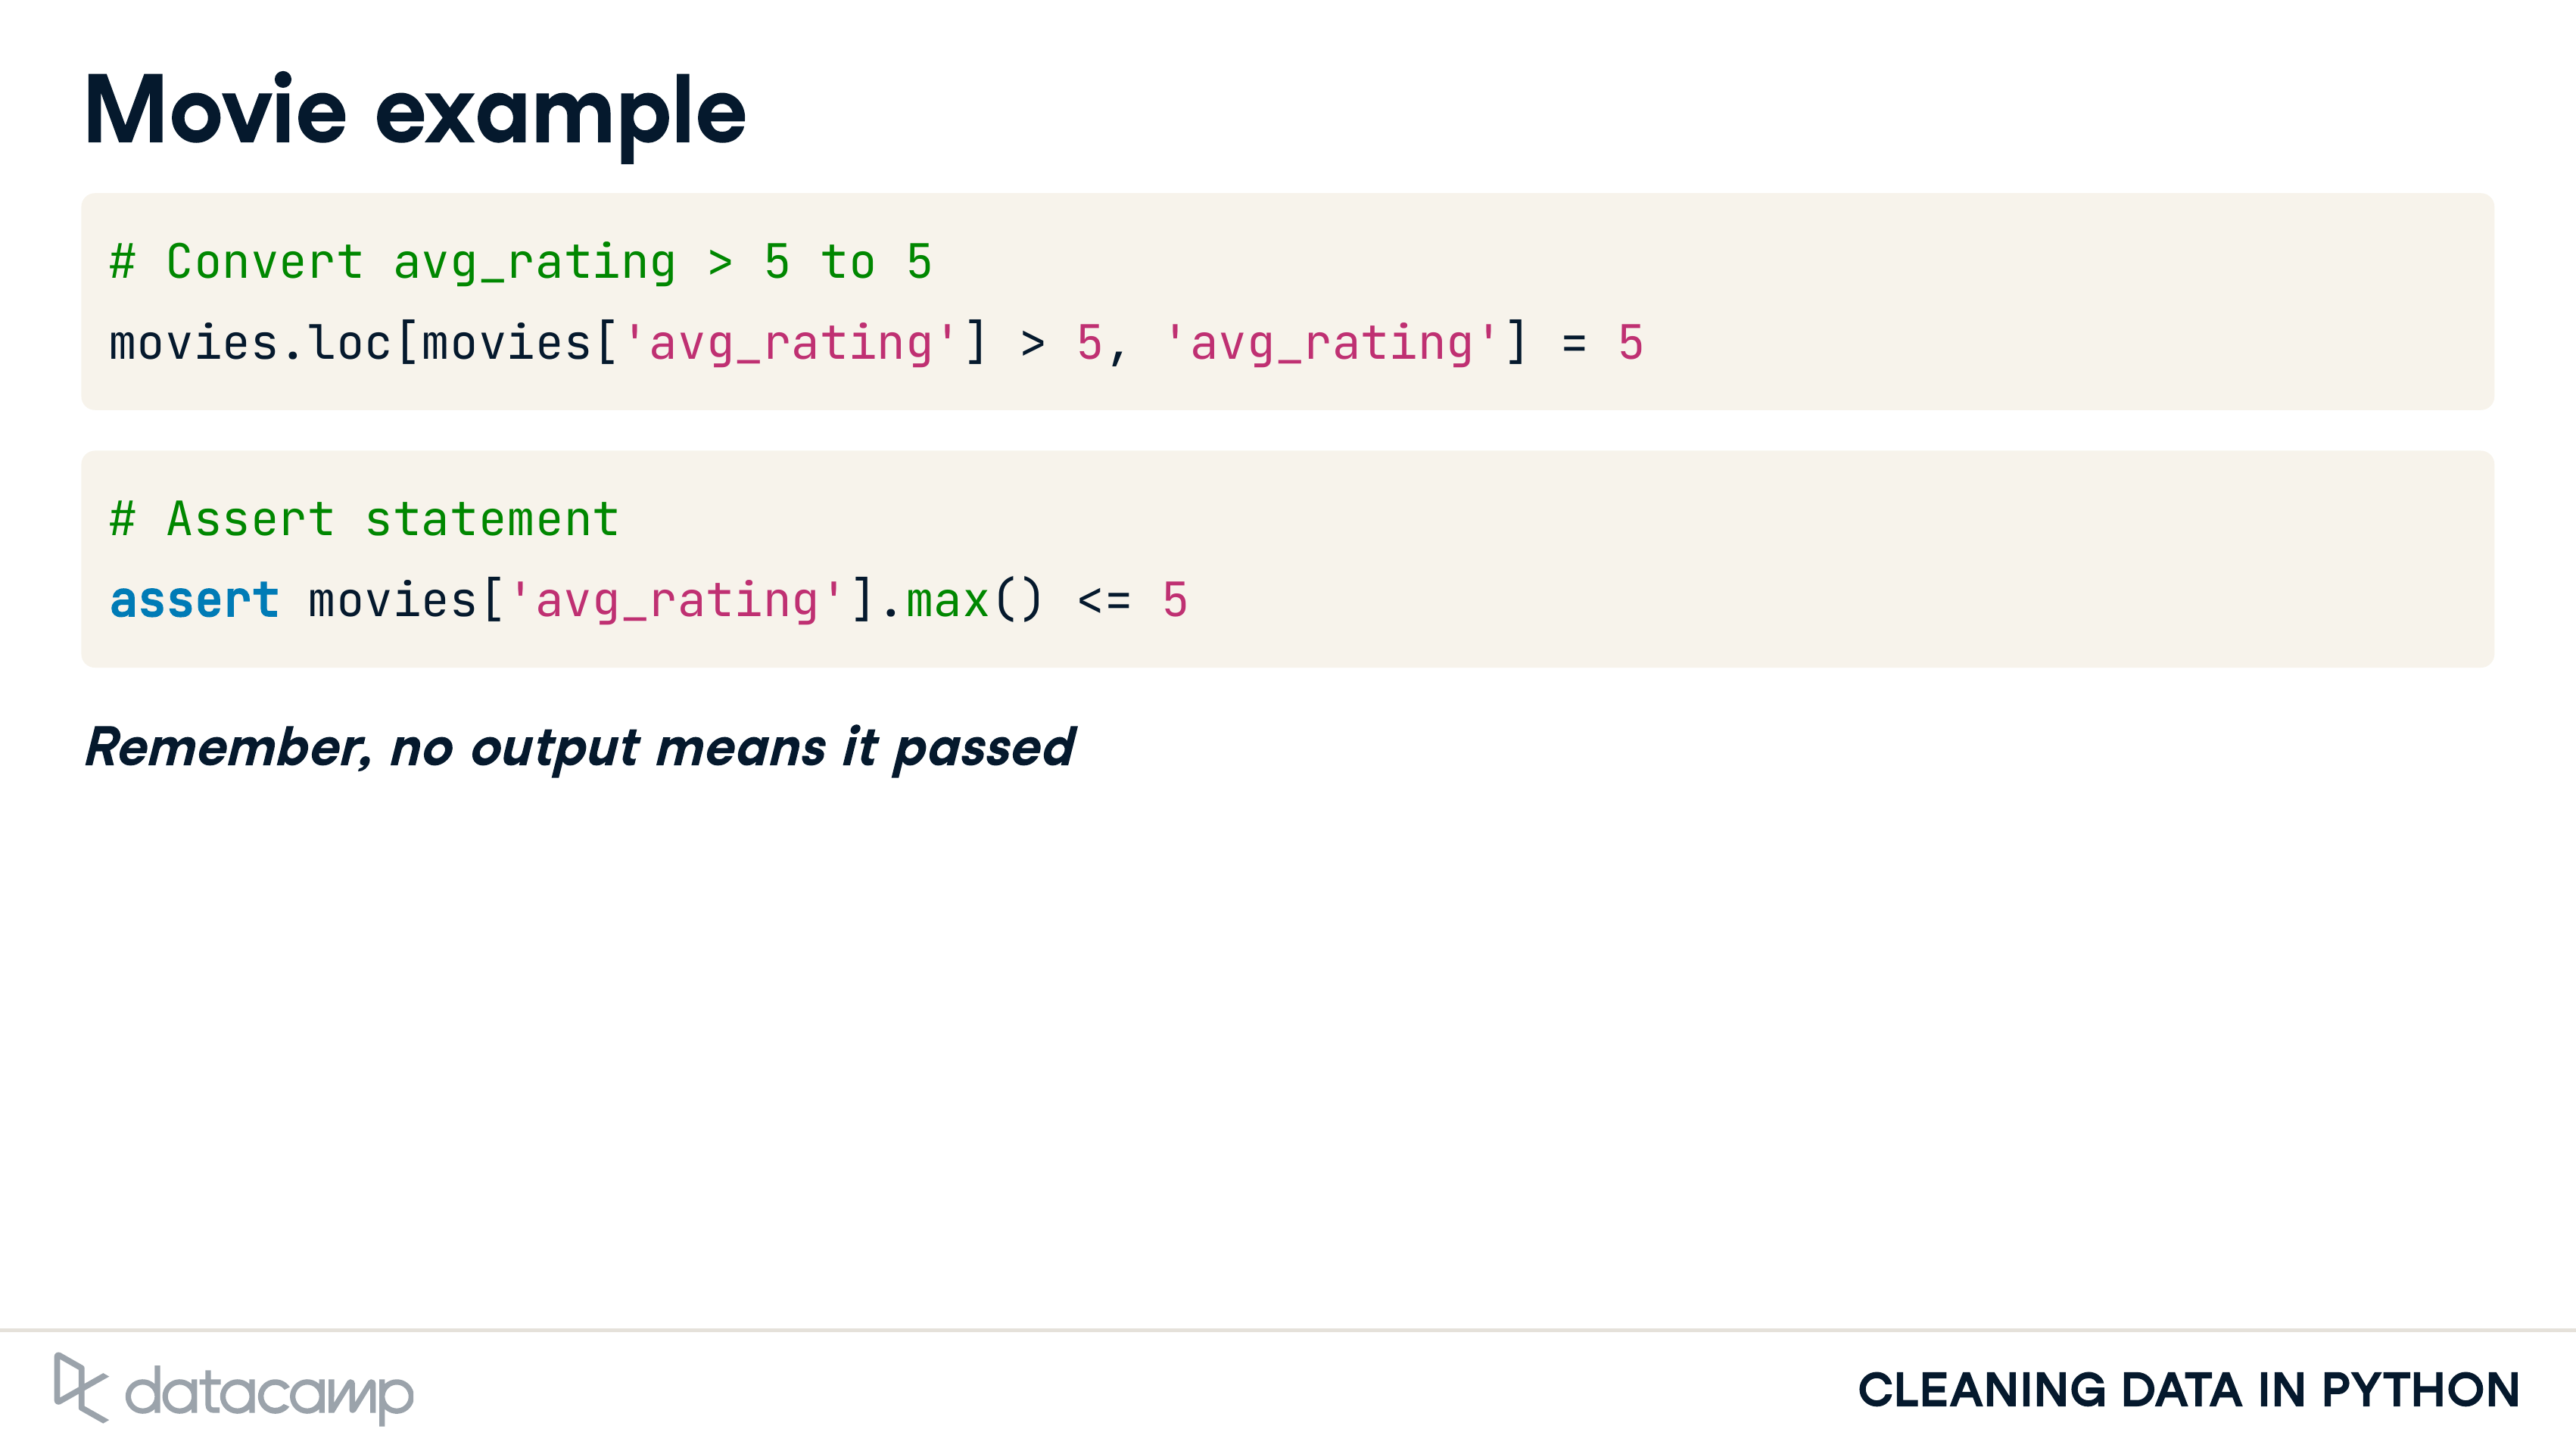 Movie example
# Convert avg_rating > 5 to 5
movies.loc[movies['avg_rating'] > 5, 'avg_rating'] = 5
# Assert statement
assert movies['avg_rating'].max() <= 5
Remember, no output means it passed
datacamp
CLEANING DATA IN PYTHON